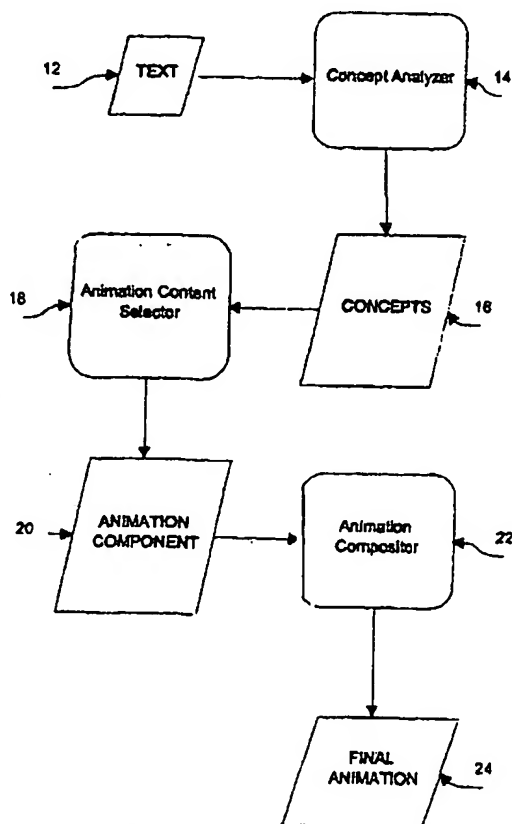 12
TEXT
Concept Analyzer
14
18
Animation Content
Selector
CONCEPTS
16
20
ANIMATION
COMPONENT
Animation
Compositor
22
FINAL
ANIMATION
24